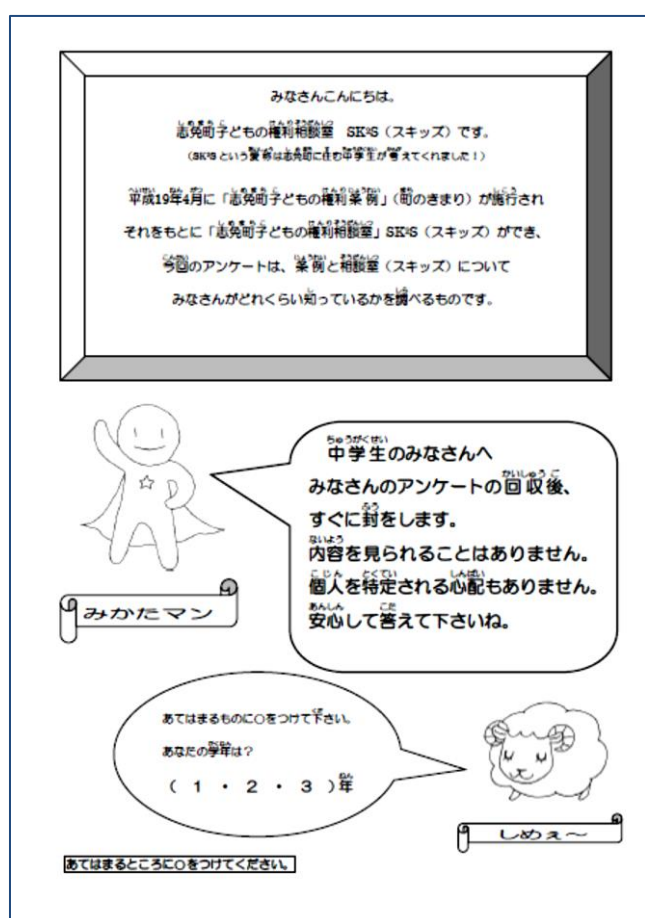 みなさんこんにちは。
志免町子どもの権利相談室 SK²S（スキッズ）です。
（SK²Sという愛称は志免町に住む中学生が考えてくれました！）
平成19年4月に「志免町子どもの権利条例」（町のきまり）が施行され
それをもとに「志免町子どもの権利相談室」SK²S（スキッズ）ができ、
今回のアンケートは、条例と相談室（スキッズ）について
みなさんがどれくらい知っているかを調べるものです。
中学生のみなさんへ
みなさんのアンケートの回収後、
すぐに封をします。
内容を見られることはありません。
個人を特定される心配もありません。
安心して答えて下さいね。
みかたマン
あてはまるものに○をつけて下さい。
あなたの学年は？
（ 1 ・ 2 ・ 3 ）年
しめぇ～
あてはまるところに○をつけてください。